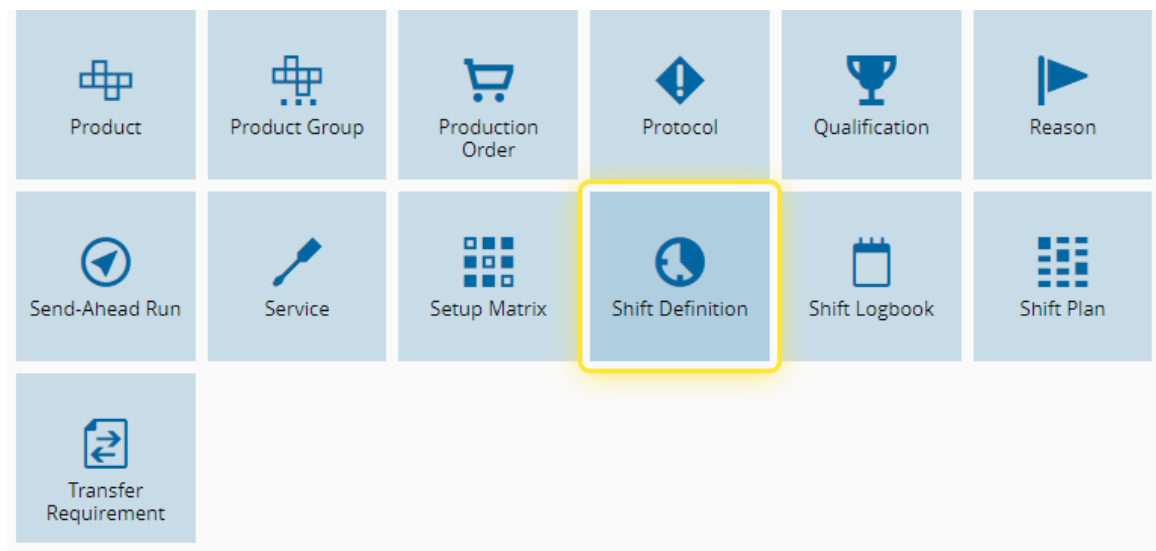 Product
Product Group
Production
Order
Protocol
Qualification
Reason
Send-Ahead Run
Service
Setup Matrix
Shift Definition
Shift Logbook
Shift Plan
Transfer
Requirement